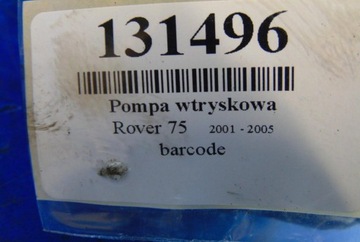 131496
Pompa wtryskowa
Rover 75 2001 - 2005
barcode